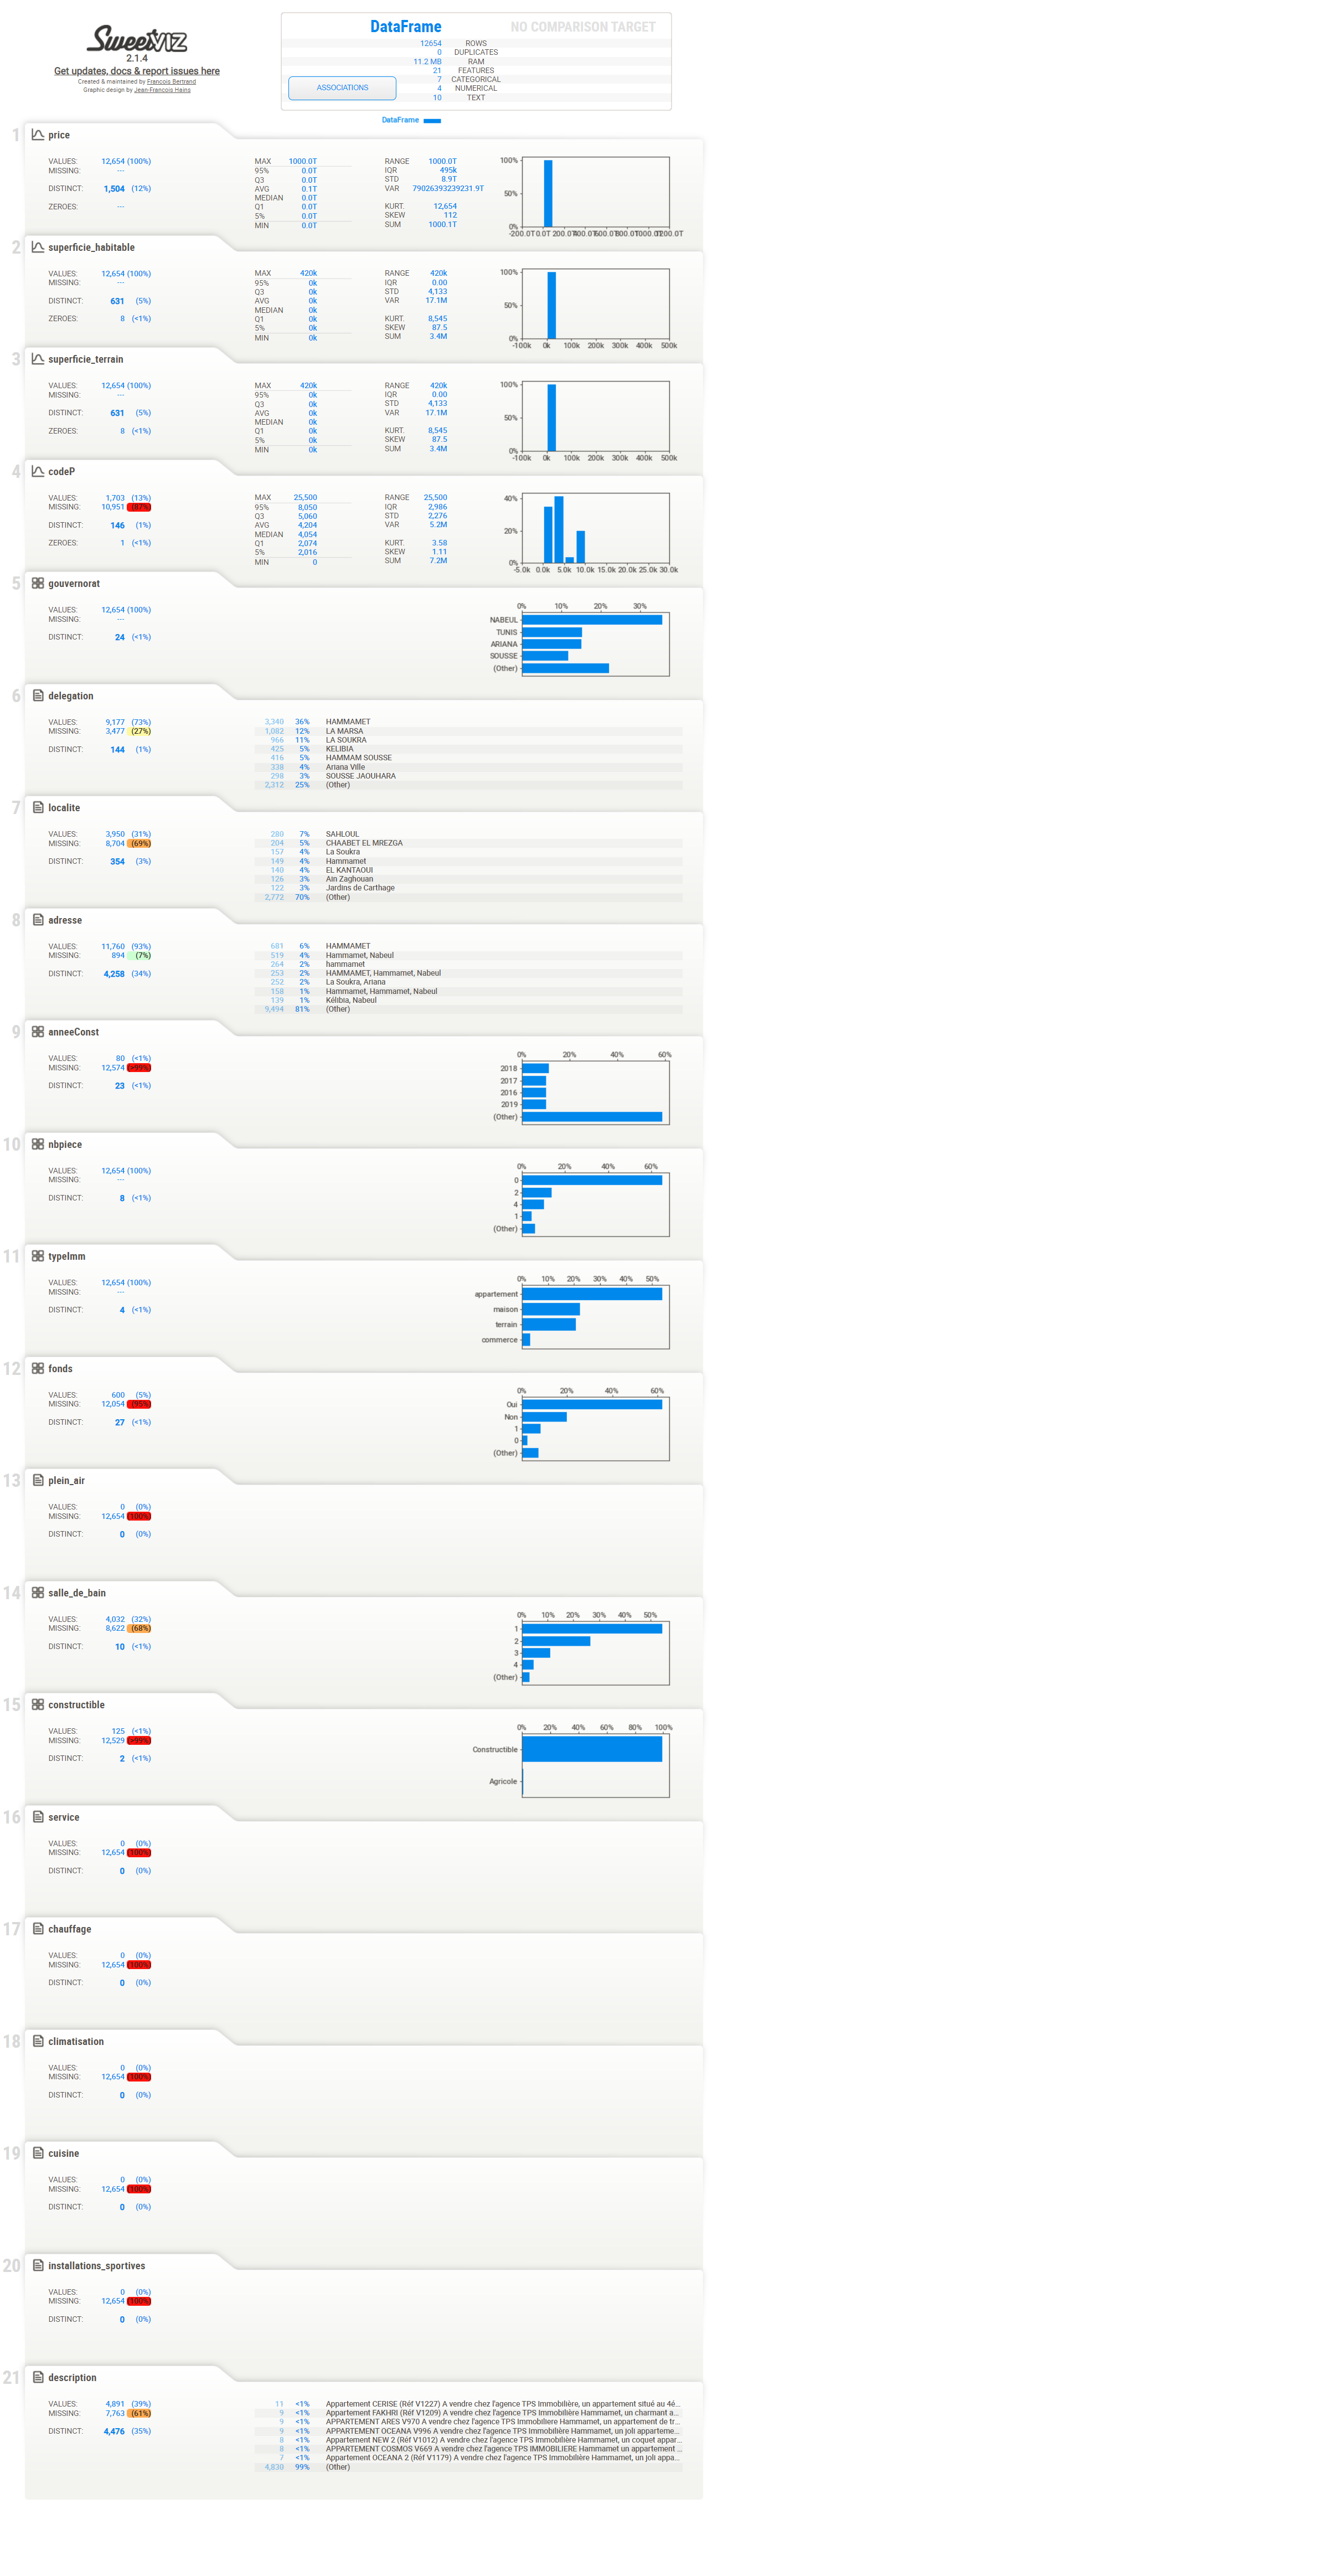 SweetVIZ
2.1.4
Get updates, docs & report issues here
Created & maintained by Francois Bertrand
Graphic design by Jean-Francois Hains
DataFrame NO COMPARISON TARGET
12654 ROWS
0 DUPLICATES
11.2 MB RAM
21 FEATURES
7 CATEGORICAL
4 NUMERICAL
10 TEXT
ASSOCIATIONS
DataFrame
1 price
VALUES: 12,654 (100%)
MISSING: ---
DISTINCT: 1,504 (12%)
ZEROES: ---
MAX 1000.0T
95% 0.0T
Q3 0.0T
AVG 0.1T
MEDIAN 0.0T
Q1 0.0T
5% 0.0T
MIN 0.0T
RANGE 1000.0T
IQR 495k
STD 8.9T
VAR 79026393239231.9T
KURT. 12,654
SKEW 112
SUM 1000.1T
100%
50%
0%
-200.0T 0.0T 200.0T 400.0T 600.0T 800.0T 1000.0T 1200.0T
2 superficie_habitable
VALUES: 12,654 (100%)
MISSING: ---
DISTINCT: 631 (5%)
ZEROES: 8 (<1%)
MAX 420k
95% 0k
Q3 0k
AVG 0k
MEDIAN 0k
Q1 0k
5% 0k
MIN 0k
RANGE 420k
IQR 0.00
STD 4,133
VAR 17.1M
KURT. 8,545
SKEW 87.5
SUM 3.4M
100%
50%
0%
-100k 0k 100k 200k 300k 400k 500k
3 superficie_terrain
VALUES: 12,654 (100%)
MISSING: ---
DISTINCT: 631 (5%)
ZEROES: 8 (<1%)
MAX 420k
95% 0k
Q3 0k
AVG 0k
MEDIAN 0k
Q1 0k
5% 0k
MIN 0k
RANGE 420k
IQR 0.00
STD 4,133
VAR 17.1M
KURT. 8,545
SKEW 87.5
SUM 3.4M
100%
50%
0%
-100k 0k 100k 200k 300k 400k 500k
4 codeP
VALUES: 1,703 (13%)
MISSING: 10,951 (87%)
DISTINCT: 146 (1%)
ZEROES: 1 (<1%)
MAX 25,500
95% 8,050
Q3 5,060
AVG 4,204
MEDIAN 4,054
Q1 2,074
5% 2,016
MIN 0
RANGE 25,500
IQR 2,986
STD 2,276
VAR 5.2M
KURT. 3.58
SKEW 1.11
SUM 7.2M
40%
20%
0%
-5.0k 0.0k 5.0k 10.0k 15.0k 20.0k 25.0k 30.0k
5 gouvernorat
VALUES: 12,654 (100%)
MISSING: ---
DISTINCT: 24 (<1%)
0% 10% 20% 30%
NABEUL
TUNIS
ARIANA
SOUSSE
(Other)
6 delegation
VALUES: 9,177 (73%)
MISSING: 3,477 (27%)
DISTINCT: 144 (1%)
3,340 36% HAMMAMET
1,082 12% LA MARSA
966 11% LA SOUKRA
425 5% KELIBIA
416 5% HAMMAM SOUSSE
338 4% Ariana Ville
298 3% SOUSSE JAOUHARA
2,312 25% (Other)
7 localite
VALUES: 3,950 (31%)
MISSING: 8,704 (69%)
DISTINCT: 354 (3%)
280 7% SAHLOUL
204 5% CHAABET EL MREZGA
157 4% La Soukra
149 4% Hammamet
140 4% EL KANTAOUI
126 3% Ain Zaghouan
122 3% Jardins de Carthage
2,772 70% (Other)
8 adresse
VALUES: 11,760 (93%)
MISSING: 894 (7%)
DISTINCT: 4,258 (34%)
681 6% HAMMAMET
519 4% Hammamet, Nabeul
264 2% hammamet
253 2% HAMMAMET, Hammamet, Nabeul
252 2% La Soukra, Ariana
158 1% Hammamet, Hammamet, Nabeul
139 1% Kélibia, Nabeul
9,494 81% (Other)
9 anneeConst
VALUES: 80 (<1%)
MISSING: 12,574 (>99%)
DISTINCT: 23 (<1%)
0% 20% 40% 60%
2018
2017
2016
2019
(Other)
10 nbpiece
VALUES: 12,654 (100%)
MISSING: ---
DISTINCT: 8 (<1%)
0% 20% 40% 60%
0
2
4
1
(Other)
11 typeImm
VALUES: 12,654 (100%)
MISSING: ---
DISTINCT: 4 (<1%)
0% 10% 20% 30% 40% 50%
appartement
maison
terrain
commerce
12 fonds
VALUES: 600 (5%)
MISSING: 12,054 (95%)
DISTINCT: 27 (<1%)
0% 20% 40% 60%
Oui
Non
1
0
(Other)
13 plein_air
VALUES: 0 (0%)
MISSING: 12,654 (100%)
DISTINCT: 0 (0%)
14 salle_de_bain
VALUES: 4,032 (32%)
MISSING: 8,622 (68%)
DISTINCT: 10 (<1%)
0% 10% 20% 30% 40% 50%
1
2
3
4
(Other)
15 constructible
VALUES: 125 (<1%)
MISSING: 12,529 (>99%)
DISTINCT: 2 (<1%)
0% 20% 40% 60% 80% 100%
Constructible
Agricole
16 service
VALUES: 0 (0%)
MISSING: 12,654 (100%)
DISTINCT: 0 (0%)
17 chauffage
VALUES: 0 (0%)
MISSING: 12,654 (100%)
DISTINCT: 0 (0%)
18 climatisation
VALUES: 0 (0%)
MISSING: 12,654 (100%)
DISTINCT: 0 (0%)
19 cuisine
VALUES: 0 (0%)
MISSING: 12,654 (100%)
DISTINCT: 0 (0%)
20 installations_sportives
VALUES: 0 (0%)
MISSING: 12,654 (100%)
DISTINCT: 0 (0%)
21 description
VALUES: 4,891 (39%)
MISSING: 7,763 (61%)
DISTINCT: 4,476 (35%)
11 <1% Appartement CERISE (Réf V1227) A vendre chez l'agence TPS Immobilière, un appartement situé au 4é...
9 <1% Appartement FAKHRI (Réf V1209) A vendre chez l'agence TPS Immobilière Hammamet, un charmant a...
9 <1% APPARTEMENT ARES V970 A vendre chez l'agence TPS Immobiliere Hammamet, un appartement de tr...
9 <1% APPARTEMENT OCEANA V996 A vendre chez l'agence TPS Immobilière Hammamet, un joli apparteme...
8 <1% Appartement NEW 2 (Réf V1012) A vendre chez l'agence TPS Immobilière Hammamet, un coquet appar...
8 <1% APPARTEMENT COSMOS V669 A vendre chez l'agence TPS IMMOBILIERE Hammamet un appartement ...
7 <1% Appartement OCEANA 2 (Réf V1179) A vendre chez l'agence TPS Immobilière Hammamet, un joli appa...
4,830 99% (Other)